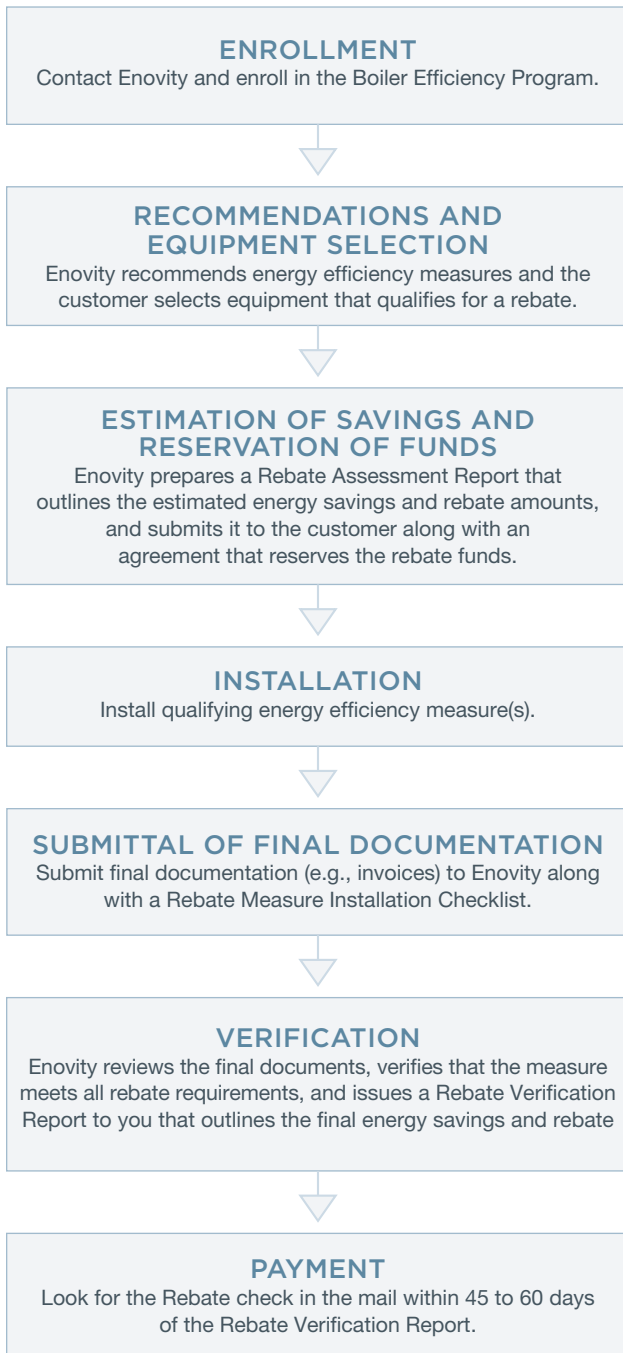 ENROLLMENT
Contact Enovity and enroll in the Boiler Efficiency Program.
RECOMMENDATIONS AND
EQUIPMENT SELECTION
Enovity recommends energy efficiency measures and the
customer selects equipment that qualifies for a rebate.
ESTIMATION OF SAVINGS AND
RESERVATION OF FUNDS
Enovity prepares a Rebate Assessment Report that
outlines the estimated energy savings and rebate amounts,
and submits it to the customer along with an
agreement that reserves the rebate funds.
INSTALLATION
Install qualifying energy efficiency measure(s).
SUBMITTAL OF FINAL DOCUMENTATION
Submit final documentation (e.g., invoices) to Enovity along
with a Rebate Measure Installation Checklist.
VERIFICATION
Enovity reviews the final documents, verifies that the measure
meets all rebate requirements, and issues a Rebate Verification
Report to you that outlines the final energy savings and rebate
PAYMENT
Look for the Rebate check in the mail within 45 to 60 days
of the Rebate Verification Report.